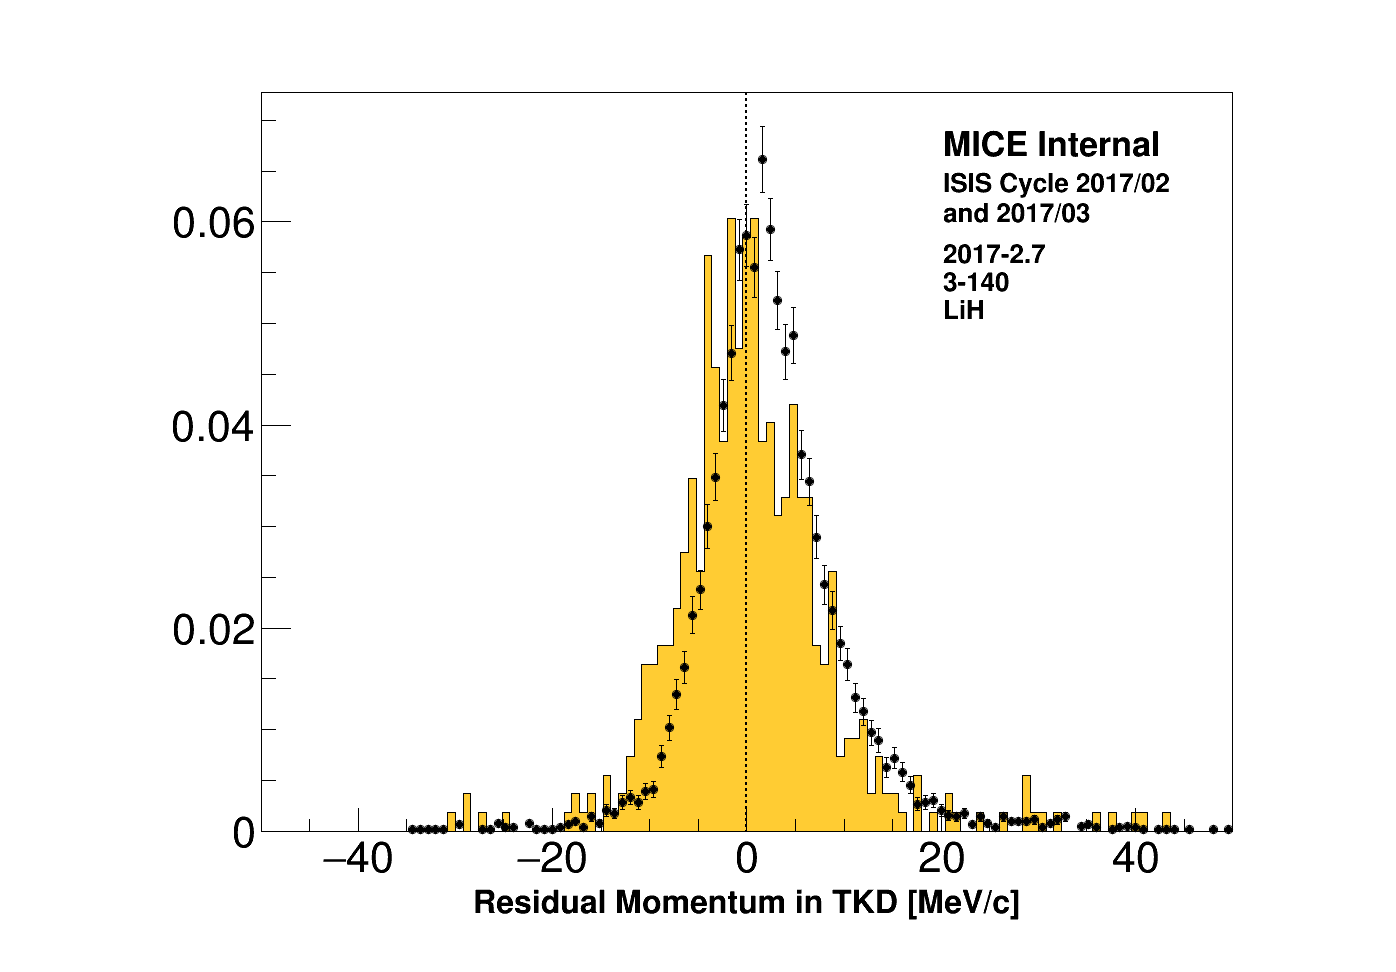 MICE Internal
ISIS Cycle 2017/02
and 2017/03
2017-2.7
3-140
LiH
0.06
0.04
0.02
0
−40 −20 0 20 40
Residual Momentum in TKD [MeV/c]